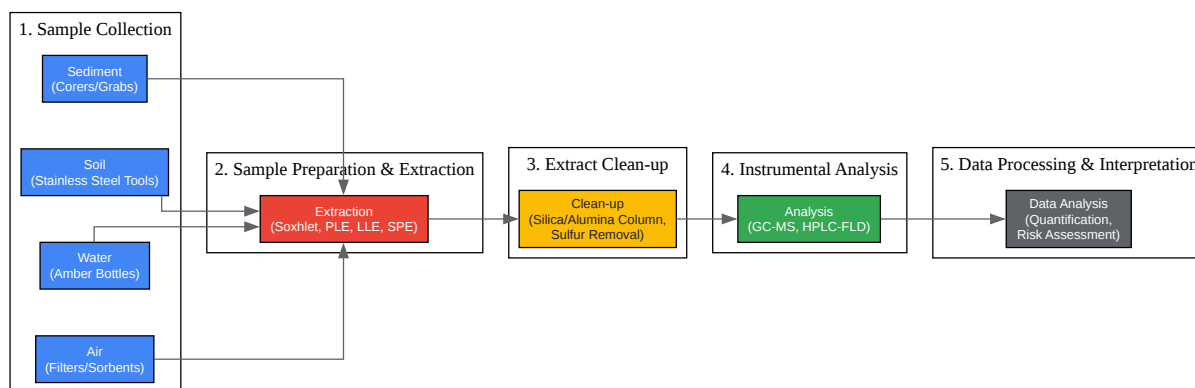 1. Sample Collection
Sediment
(Corers/Grabs)
Soil
(Stainless Steel Tools)
Water
(Amber Bottles)
Air
(Filters/Sorbents)
2. Sample Preparation & Extraction
Extraction
(Soxhlet, PLE, LLE, SPE)
3. Extract Clean-up
Clean-up
(Silica/Alumina Column,
Sulfur Removal)
4. Instrumental Analysis
Analysis
(GC-MS, HPLC-FLD)
5. Data Processing & Interpretation
Data Analysis
(Quantification,
Risk Assessment)